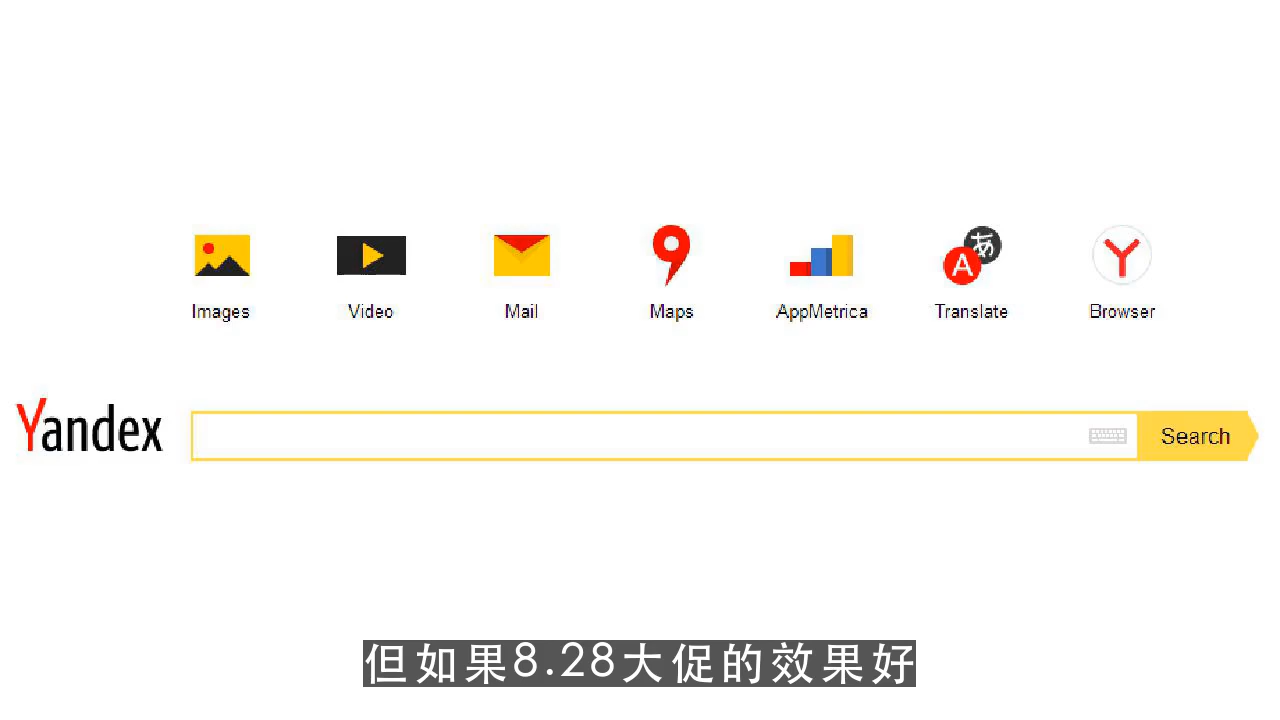 Images Video Mail Maps AppMetrica Translate Browser
Yandex Search
但如果8.28大促的效果好